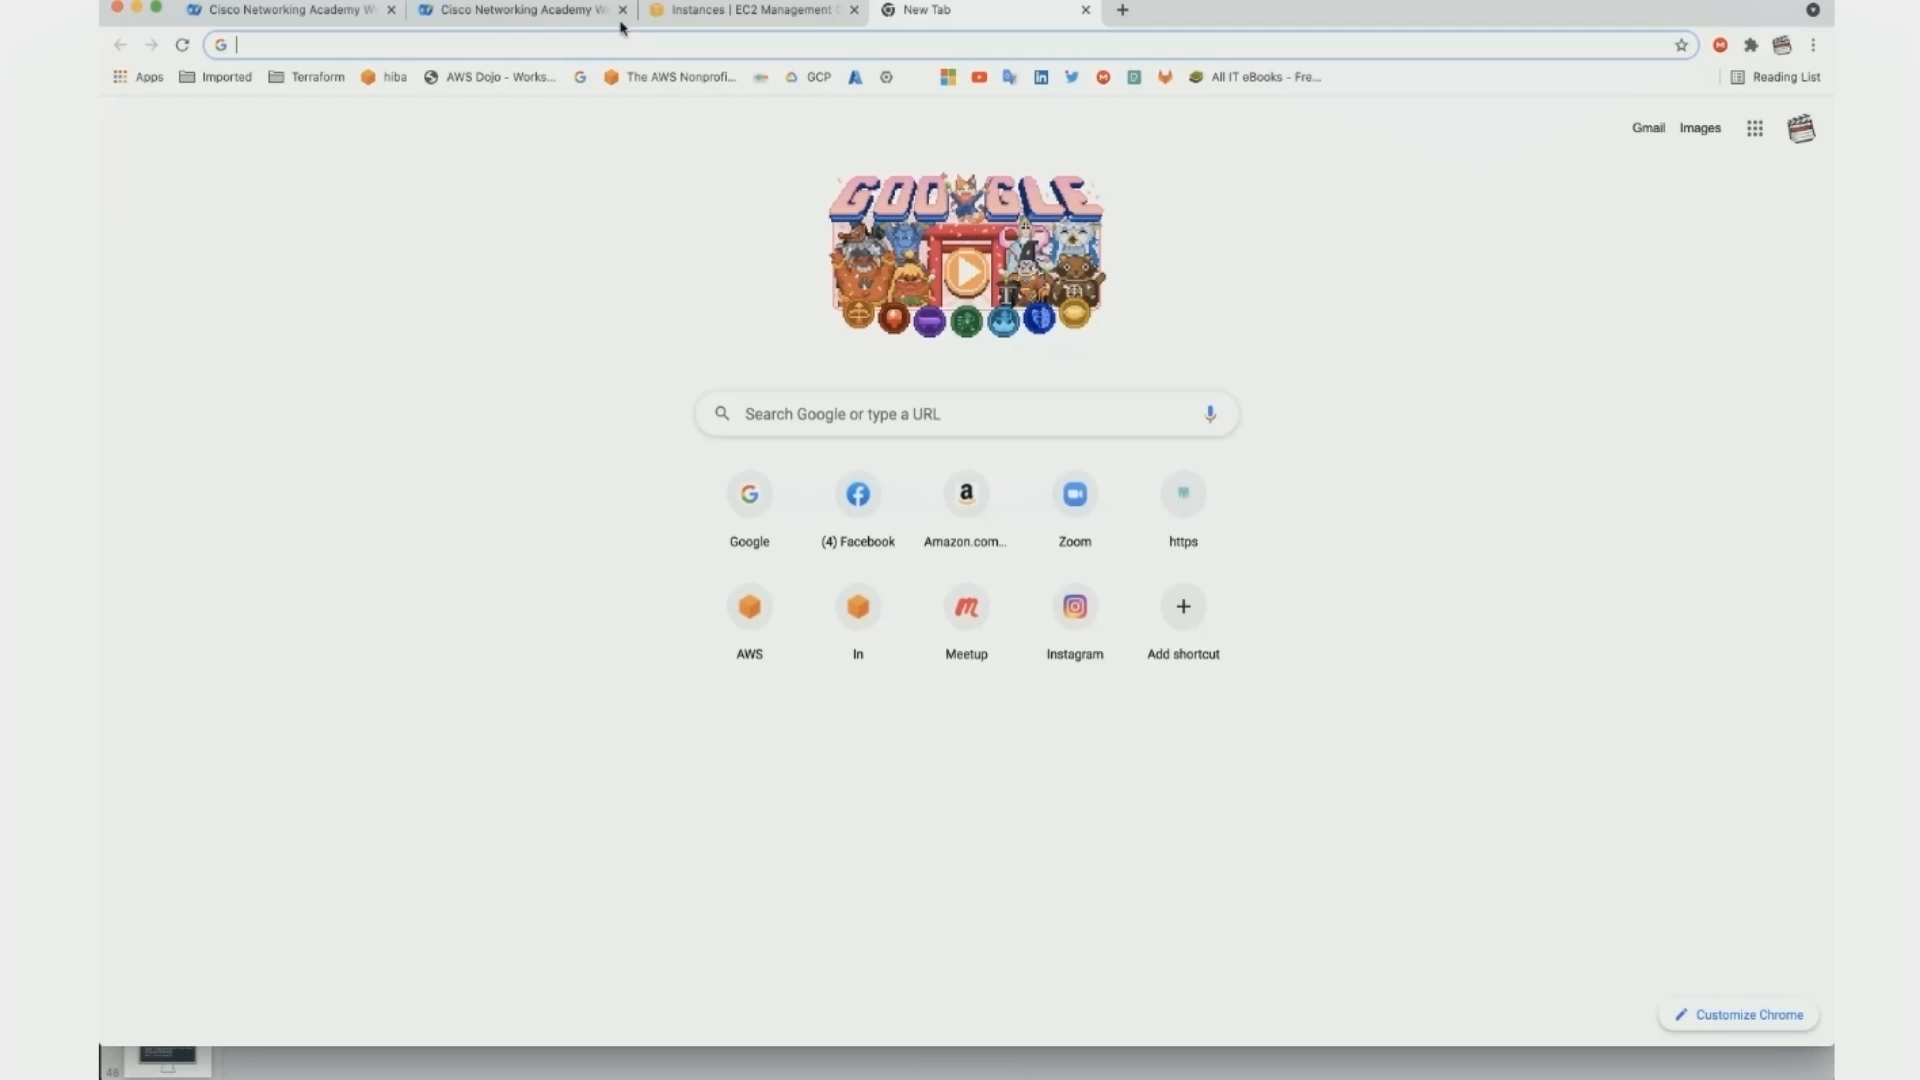 Cisco Networking Academy W
Cisco Networking Academy W
Instances | EC2 Management
New Tab
Apps
Imported
Terraform
hiba
AWS Dojo - Works...
The AWS Nonprofi...
GCP
All IT eBooks - Fre...
Reading List
Gmail
Images
GOOGLE
Search Google or type a URL
Google
(4) Facebook
Amazon.com...
Zoom
https
AWS
In
Meetup
Instagram
Add shortcut
Customize Chrome
48